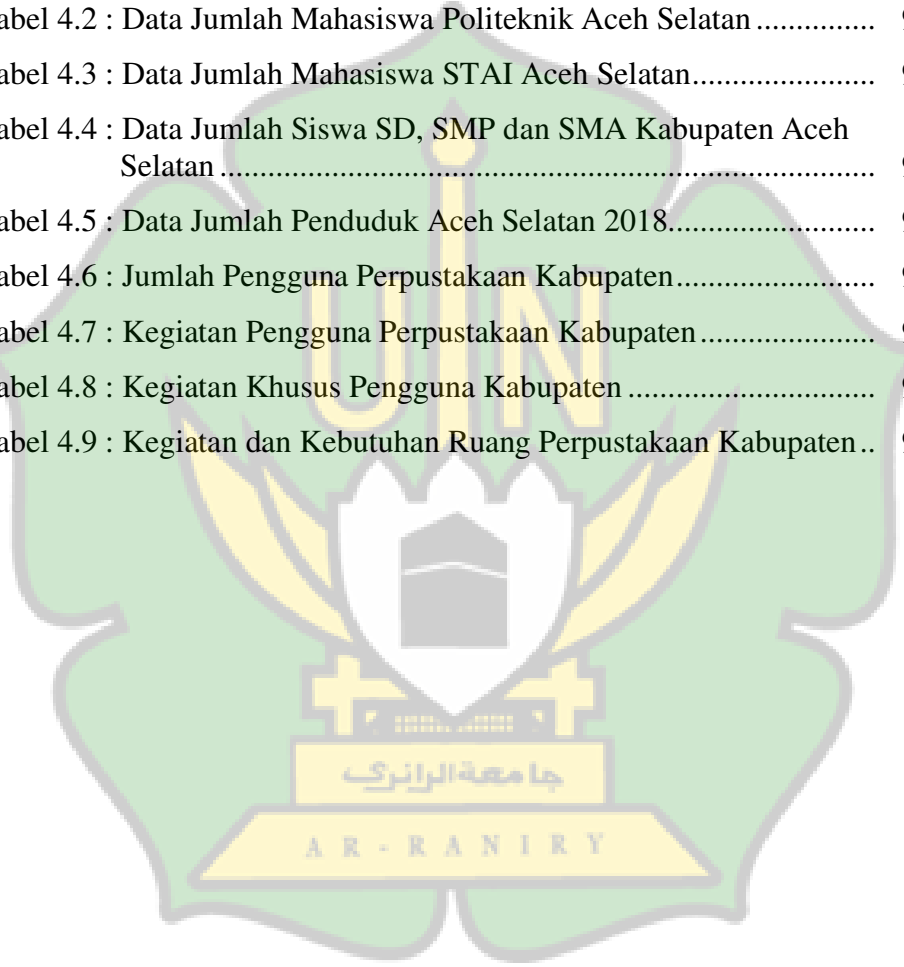 abel 4.2 : Data Jumlah Mahasiswa Politeknik Aceh Selatan ...............
abel 4.3 : Data Jumlah Mahasiswa STAI Aceh Selatan.......................
abel 4.4 : Data Jumlah Siswa SD, SMP dan SMA Kabupaten Aceh
Selatan ..................................................................................
abel 4.5 : Data Jumlah Penduduk Aceh Selatan 2018..........................
abel 4.6 : Jumlah Pengguna Perpustakaan Kabupaten.........................
abel 4.7 : Kegiatan Pengguna Perpustakaan Kabupaten ......................
abel 4.8 : Kegiatan Khusus Pengguna Kabupaten ...............................
abel 4.9 : Kegiatan dan Kebutuhan Ruang Perpustakaan Kabupaten ..
UIN
جامعة الرانري
AR-RANIRY